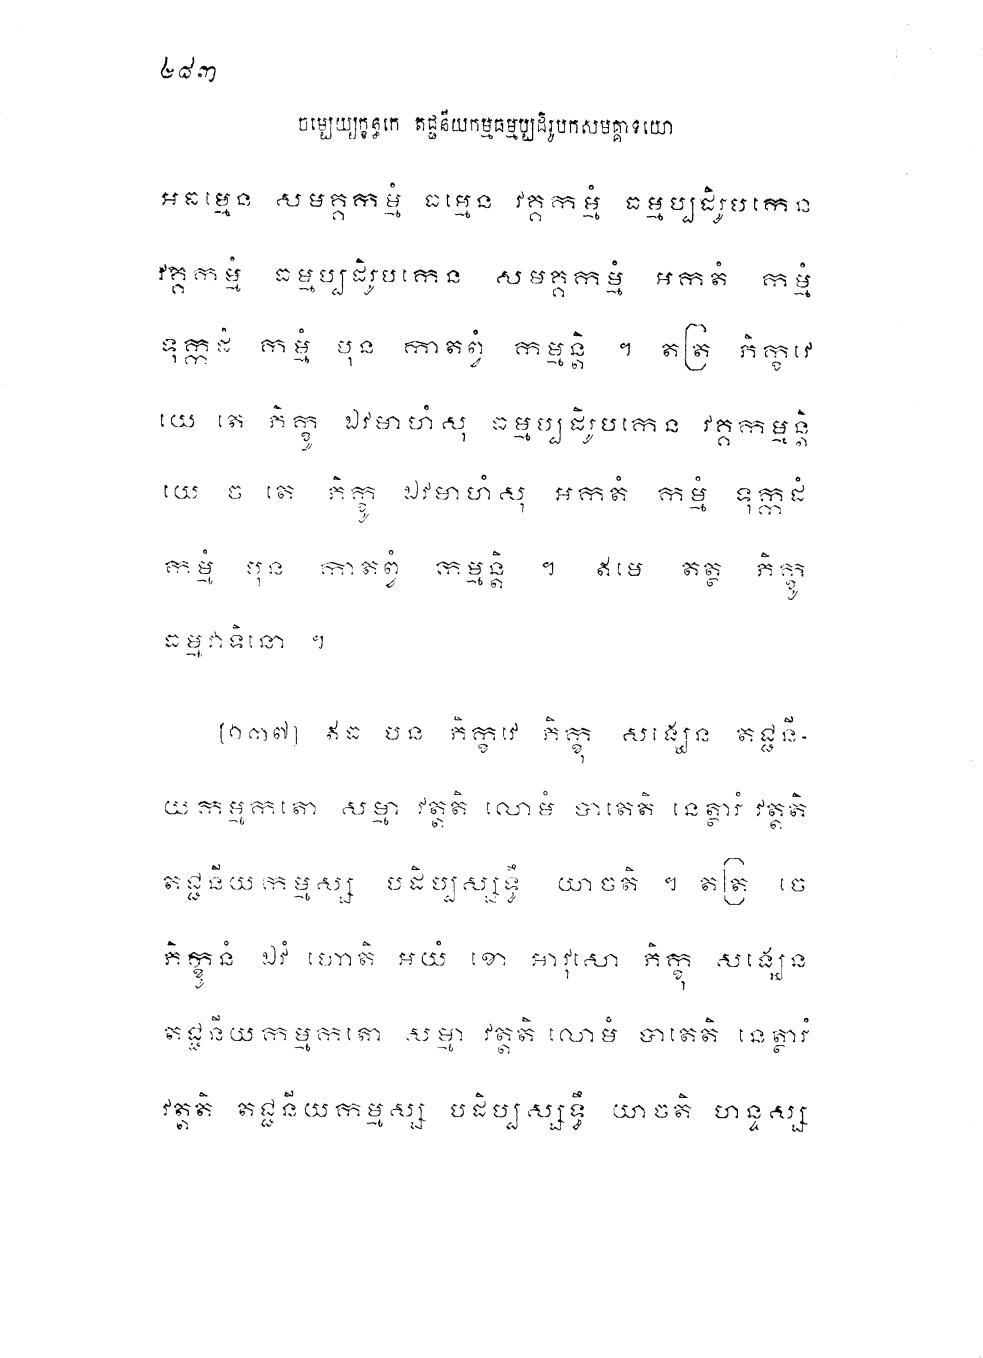 ៤៩៣
ចម្បេយ្យក្ខន្ធកេ តជ្ជនីយកម្មធម្មប្បដិរូបកសមគ្គាទយោ
អធម្មេន សមគ្គកម្មំ ធម្មេន វគ្គកម្មំ ធម្មប្បដិរូបកេន
វគ្គកម្មំ ធម្មប្បដិរូបកេន សមគ្គកម្មំ អកតំ កម្មំ
ទុក្កដំ កម្មំ បុន កាតព្វំ កម្មន្តិ ។ តត្រ ភិក្ខវេ
យេ តេ ភិក្ខូ ឯវមាហំសុ ធម្មប្បដិរូបកេន វគ្គកម្មន្តិ
យេ ច តេ ភិក្ខូ ឯវមាហំសុ អកតំ កម្មំ ទុក្កដំ
កម្មំ បុន កាតព្វំ កម្មន្តិ ។ ឥមេ តត្ថ ភិក្ខូ
ធម្មវាទិនោ ។
[១៣៧] ឥធ បន ភិក្ខវេ ភិក្ខុ សង្ឃេន តជ្ជនី-
យកម្មកតោ សម្មា វត្តតិ លោមំ បាតេតិ នេត្ថារំ វត្តតិ
តជ្ជនីយកម្មស្ស បដិប្បស្សទ្ធឹ យាចតិ ។ តត្រ ចេ
ភិក្ខូនំ ឯវំ ហោតិ អយំ ខោ អាវុសោ ភិក្ខុ សង្ឃេន
តជ្ជនីយកម្មកតោ សម្មា វត្តតិ លោមំ បាតេតិ នេត្ថារំ
វត្តតិ តជ្ជនីយកម្មស្ស បដិប្បស្សទ្ធឹ យាចតិ ហន្ទស្ស